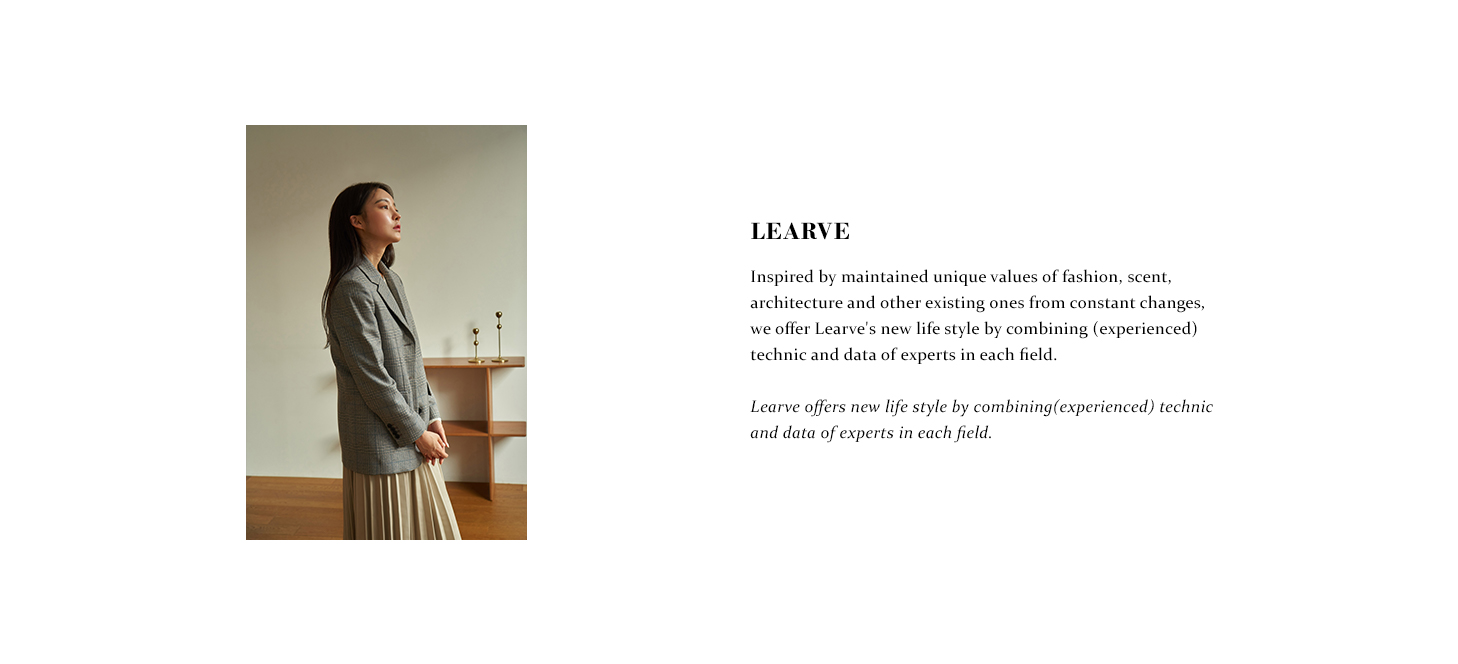 LEARVE
Inspired by maintained unique values of fashion, scent,
architecture and other existing ones from constant changes,
we offer Learve's new life style by combining (experienced)
technic and data of experts in each field.
Learve offers new life style by combining(experienced) technic
and data of experts in each field.